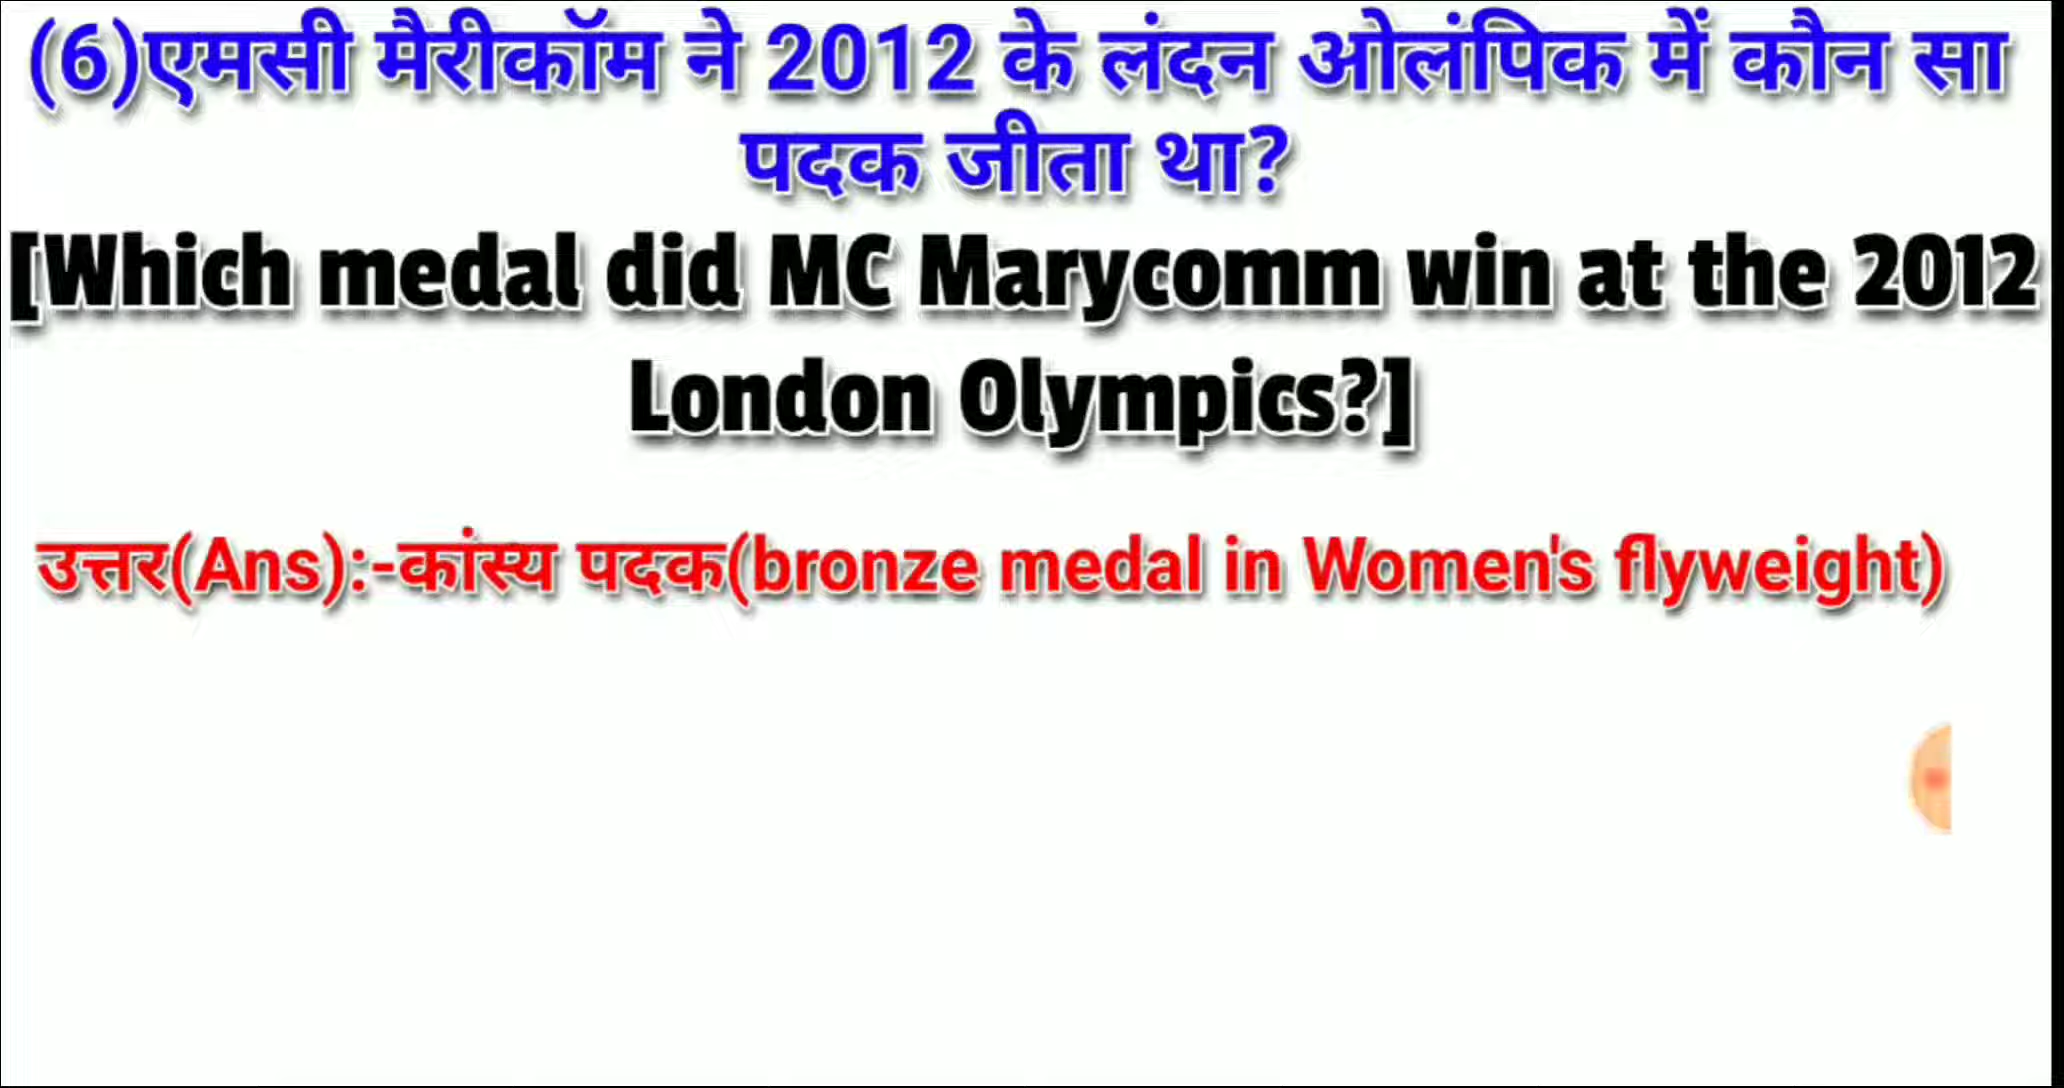 (6)एमसी मैरीकॉम ने 2012 के लंदन ओलंपिक में कौन सा
पदक जीता था?
[Which medal did MC Marycomm win at the 2012
London Olympics?]
उत्तर(Ans):-कांस्य पदक(bronze medal in Women's flyweight)